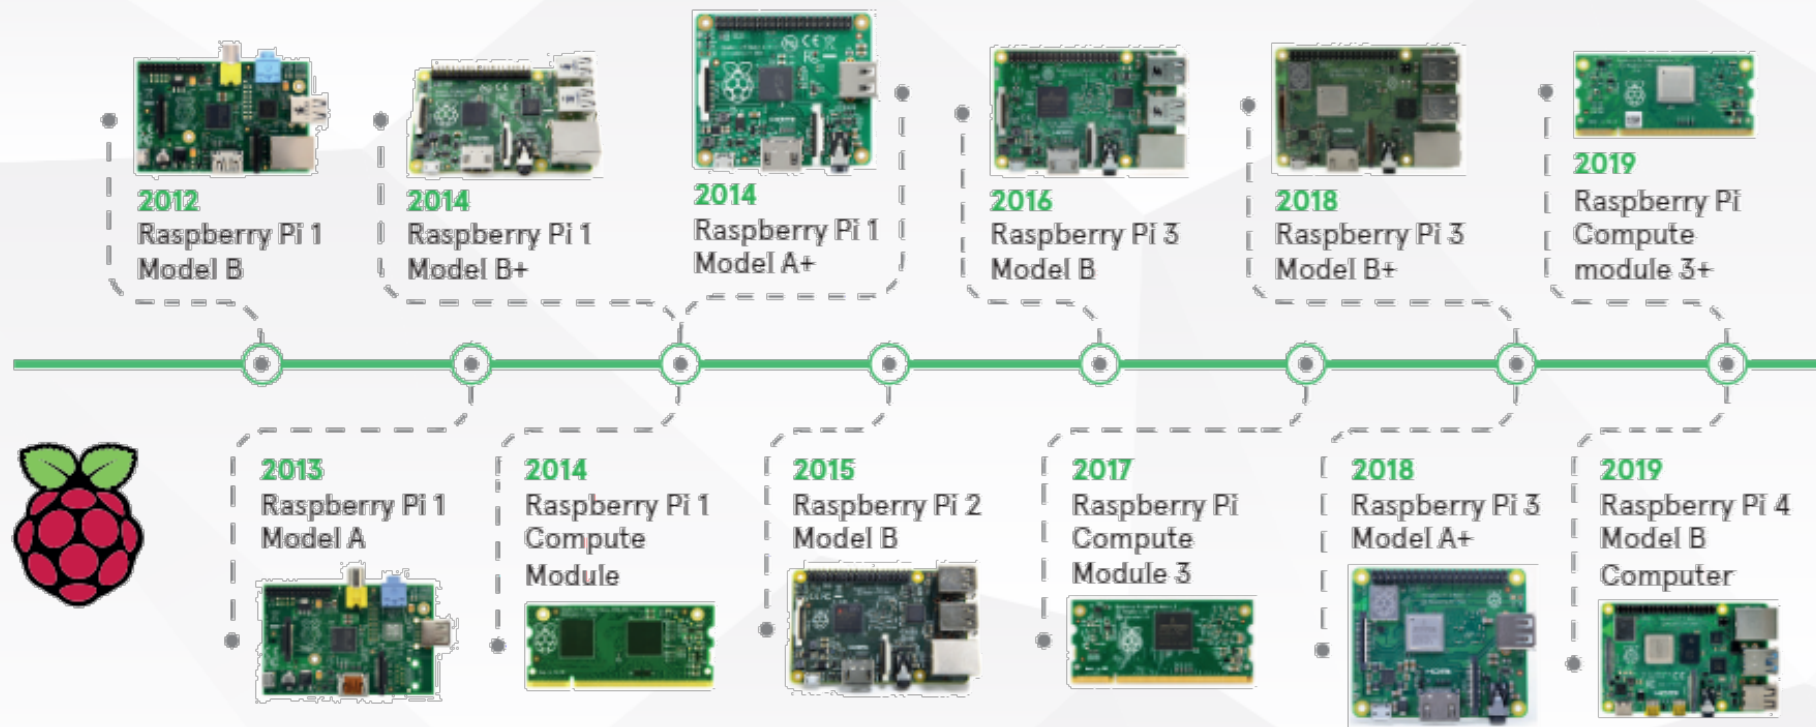 2012
Raspberry Pi 1
Model B
2014
Raspberry Pi 1
Model B+
2014
Raspberry Pi 1
Model A+
2016
Raspberry Pi 3
Model B
2018
Raspberry Pi 3
Model B+
2019
Raspberry Pi
Compute
module 3+
2013
Raspberry Pi 1
Model A
2014
Raspberry Pi 1
Compute
Module
2015
Raspberry Pi 2
Model B
2017
Raspberry Pi
Compute
Module 3
2018
Raspberry Pi 3
Model A+
2019
Raspberry Pi 4
Model B
Computer